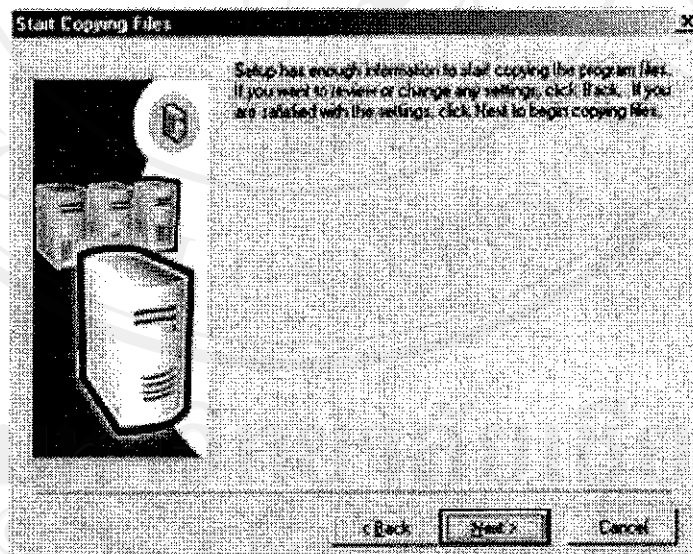 Start Copying Files
Setup has enough information to start copying the program files.
If you want to review or change any settings, click Back. If you
are satisfied with the settings, click Next to begin copying files.
< Back
Next >
Cancel